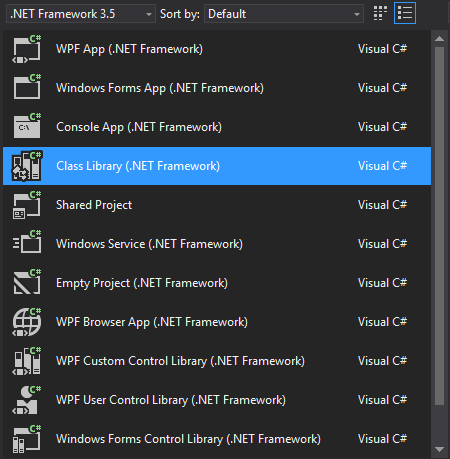 .NET Framework 3.5 Sort by: Default
C# WPF App (.NET Framework) Visual C#
C# Windows Forms App (.NET Framework) Visual C#
C# C:\ Console App (.NET Framework) Visual C#
C# Class Library (.NET Framework) Visual C#
C# Shared Project Visual C#
C# Windows Service (.NET Framework) Visual C#
C# Empty Project (.NET Framework) Visual C#
C# WPF Browser App (.NET Framework) Visual C#
C# WPF Custom Control Library (.NET Framework) Visual C#
C# WPF User Control Library (.NET Framework) Visual C#
C# Windows Forms Control Library (.NET Framework) Visual C#